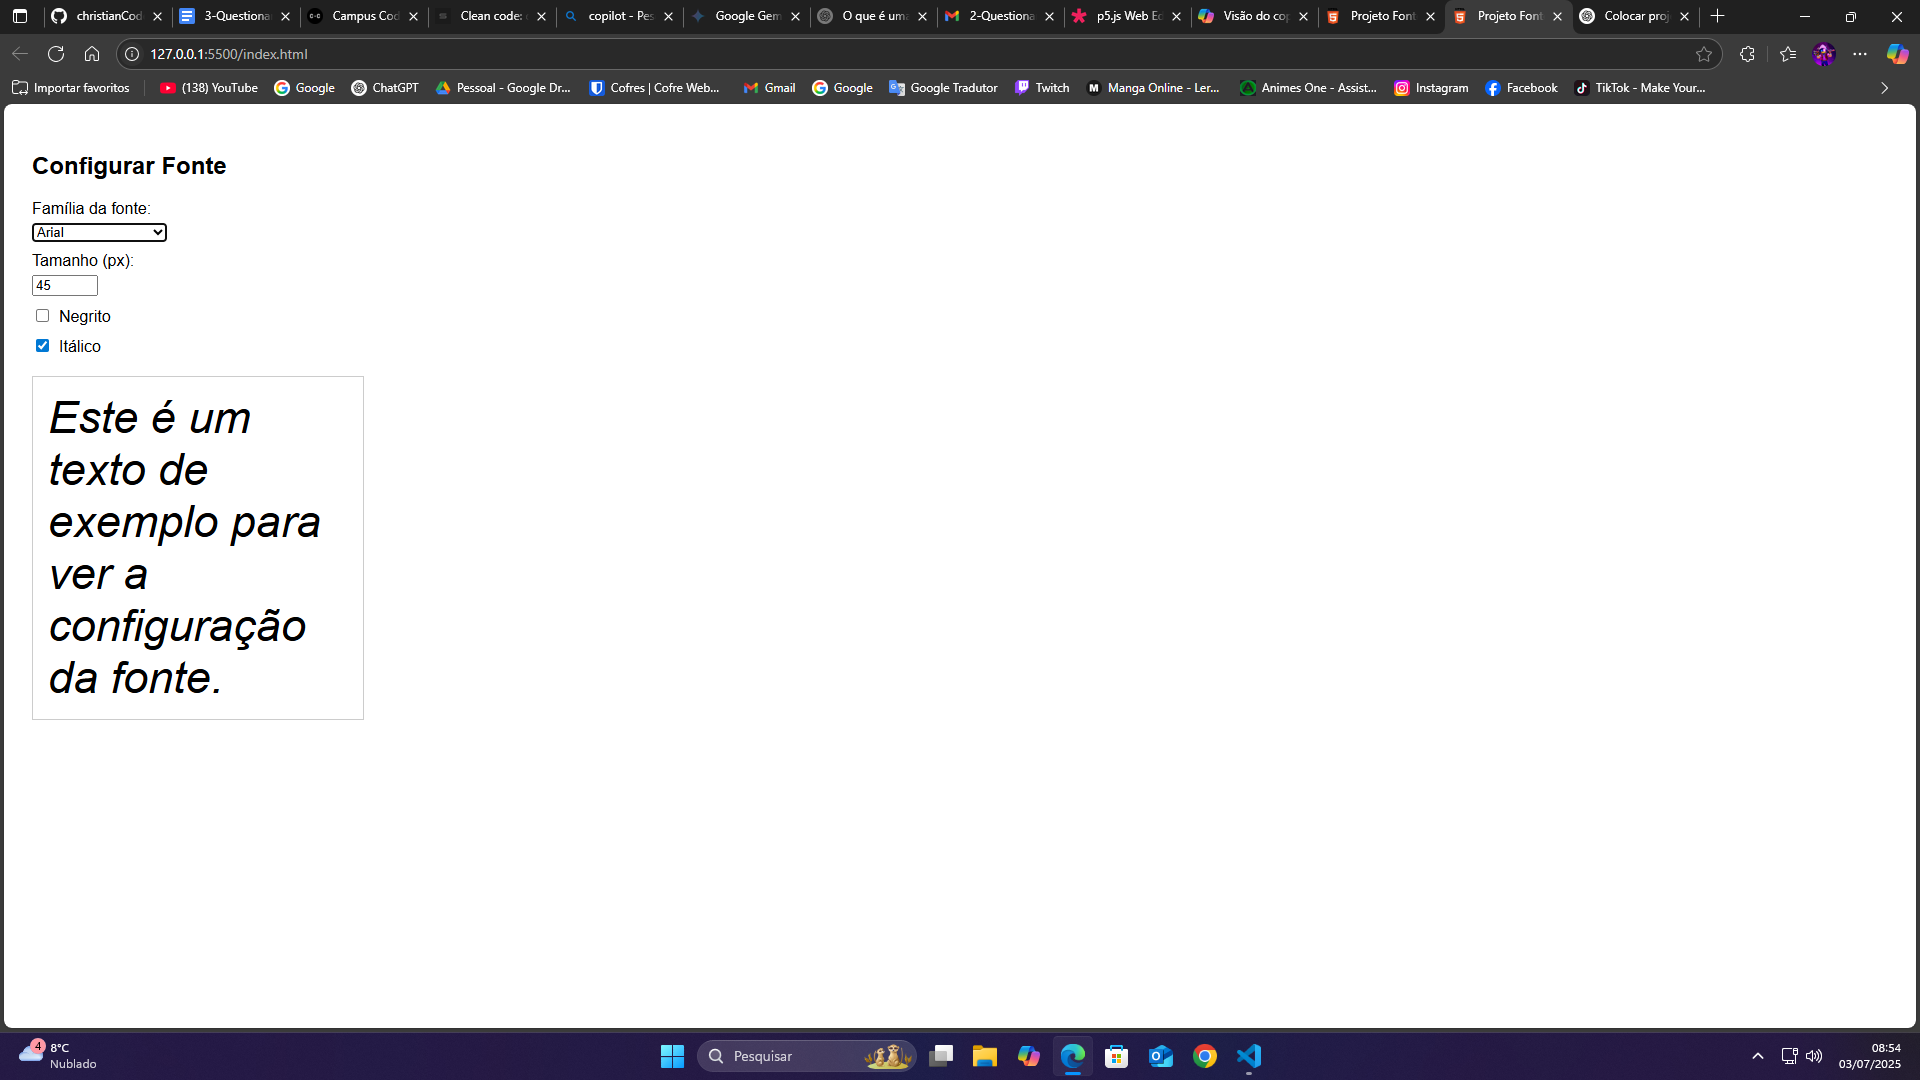 christianCod
3-Questiona
Campus Cod
Clean code:
copilot - Pes
Google Gem
O que é uma
2-Questiona
p5.js Web Ed
Visão do cop
Projeto Font
Projeto Font
Colocar proj
127.0.0.1:5500/index.html
Importar favoritos
(138) YouTube
Google
ChatGPT
Pessoal - Google Dr...
Cofres | Cofre Web...
Gmail
Google
Google Tradutor
Twitch
Manga Online - Ler...
Animes One - Assist...
Instagram
Facebook
TikTok - Make Your...
Configurar Fonte
Família da fonte:
Arial
Tamanho (px):
45
Negrito
Itálico
Este é um
texto de
exemplo para
ver a
configuração
da fonte.
4
8°C
Nublado
Pesquisar
08:54
03/07/2025